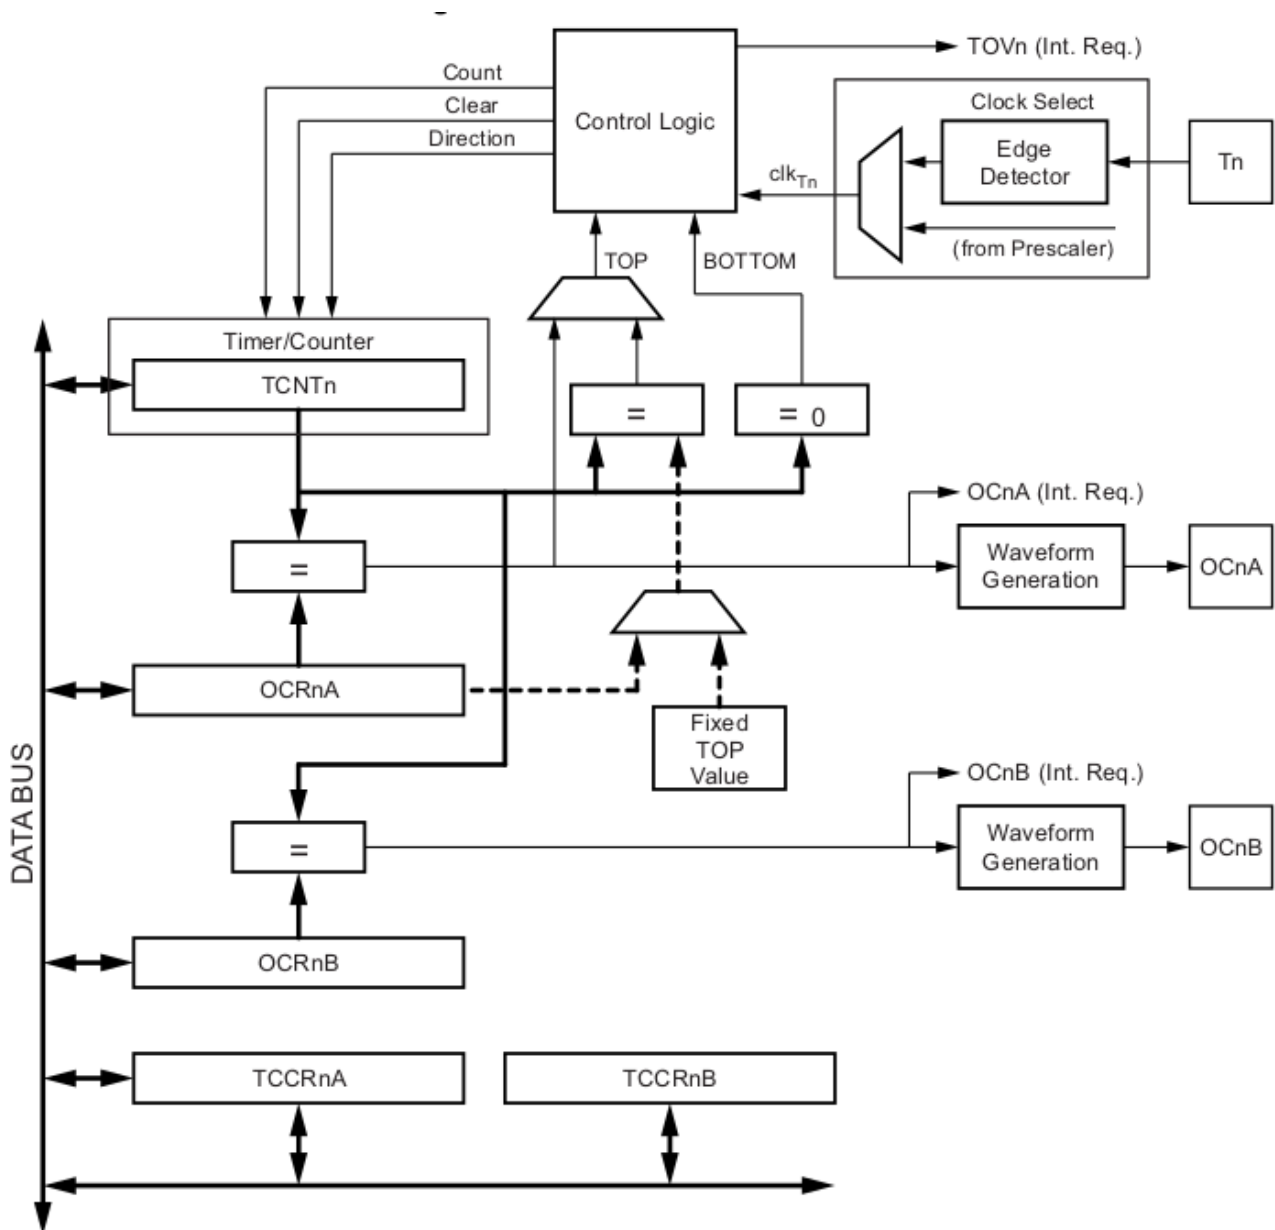 TOVn (Int. Req.)
Count
Clear
Direction
Control Logic
Clock Select
Edge
Detector
Tn
clkTn
(from Prescaler)
TOP
BOTTOM
Timer/Counter
TCNTn
=
= 0
OCnA (Int. Req.)
=
Waveform
Generation
OCnA
OCRnA
Fixed
TOP
Value
DATA BUS
OCnB (Int. Req.)
=
Waveform
Generation
OCnB
OCRnB
TCCRnA
TCCRnB